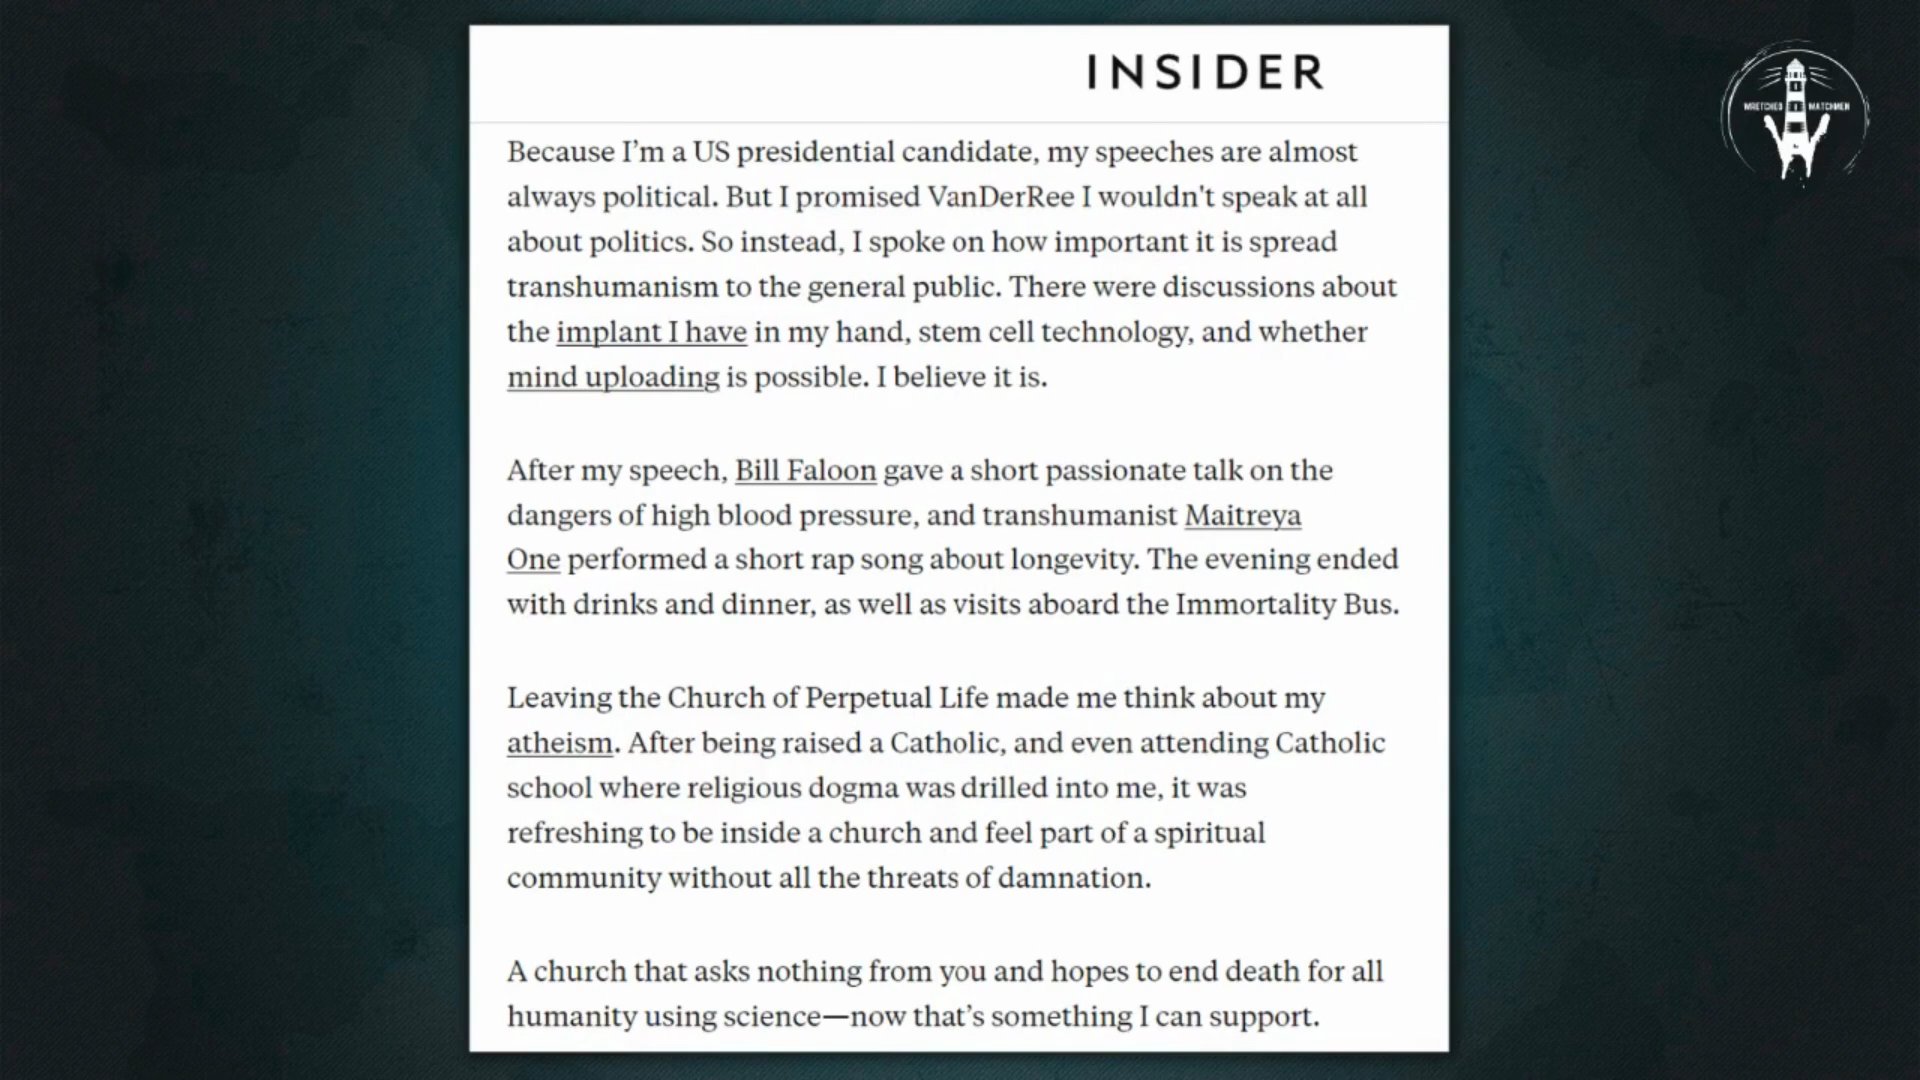 INSIDER
WRETCHED WATCHMEN
Because I’m a US presidential candidate, my speeches are almost
always political. But I promised VanDerRee I wouldn't speak at all
about politics. So instead, I spoke on how important it is spread
transhumanism to the general public. There were discussions about
the implant I have in my hand, stem cell technology, and whether
mind uploading is possible. I believe it is.
After my speech, Bill Faloon gave a short passionate talk on the
dangers of high blood pressure, and transhumanist Maitreya
One performed a short rap song about longevity. The evening ended
with drinks and dinner, as well as visits aboard the Immortality Bus.
Leaving the Church of Perpetual Life made me think about my
atheism. After being raised a Catholic, and even attending Catholic
school where religious dogma was drilled into me, it was
refreshing to be inside a church and feel part of a spiritual
community without all the threats of damnation.
A church that asks nothing from you and hopes to end death for all
humanity using science—now that’s something I can support.